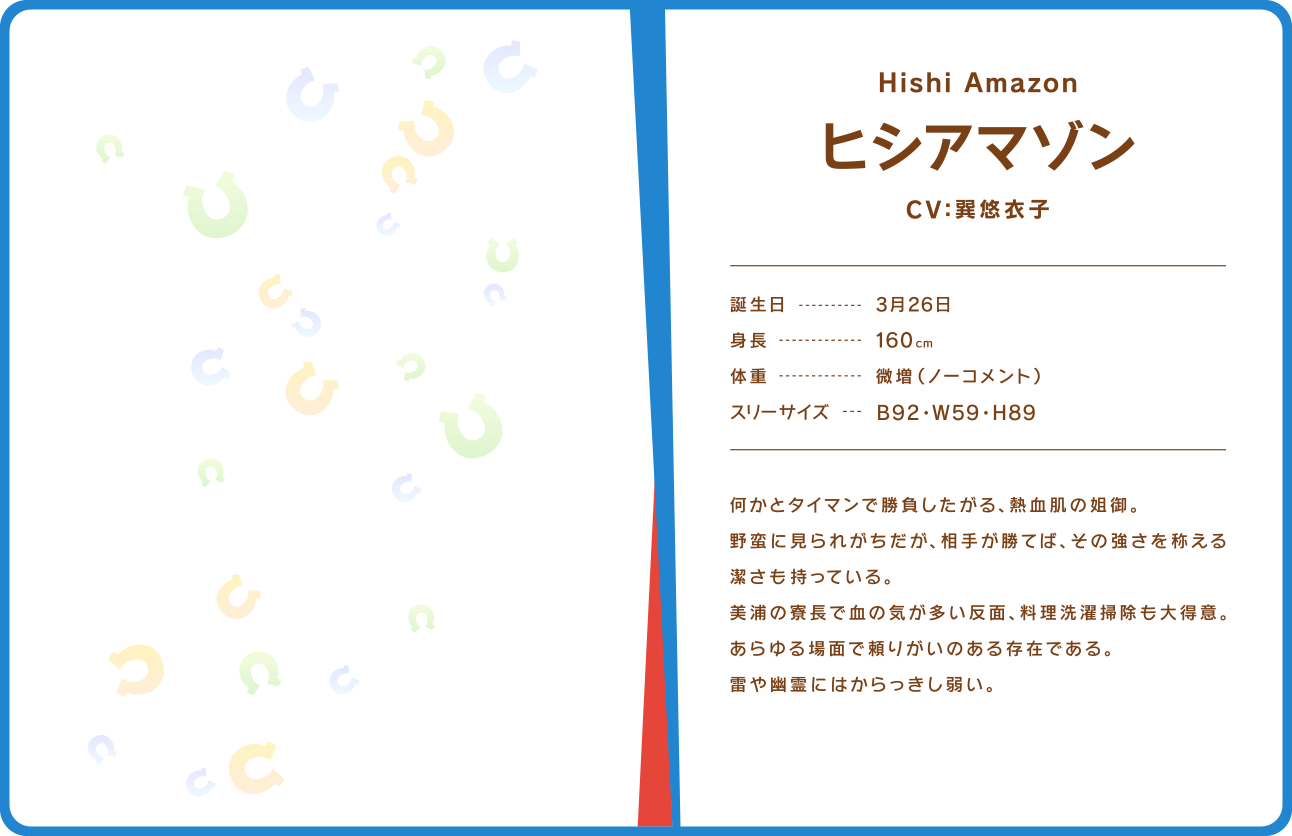 Hishi Amazon
ヒシアマゾン
CV:巽悠衣子
誕生日 ---------- 3月26日
身長 ------------- 160cm
体重 ------------- 微増(ノーコメント)
スリーサイズ --- B92・W59・H89
何かとタイマンで勝負したがる、熱血肌の姐御。
野蛮に見られがちだが、相手が勝てば、その強さを称える
潔さも持っている。
美浦の寮長で血の気が多い反面、料理洗濯掃除も大得意。
あらゆる場面で頼りがいのある存在である。
雷や幽霊にはからっきし弱い。